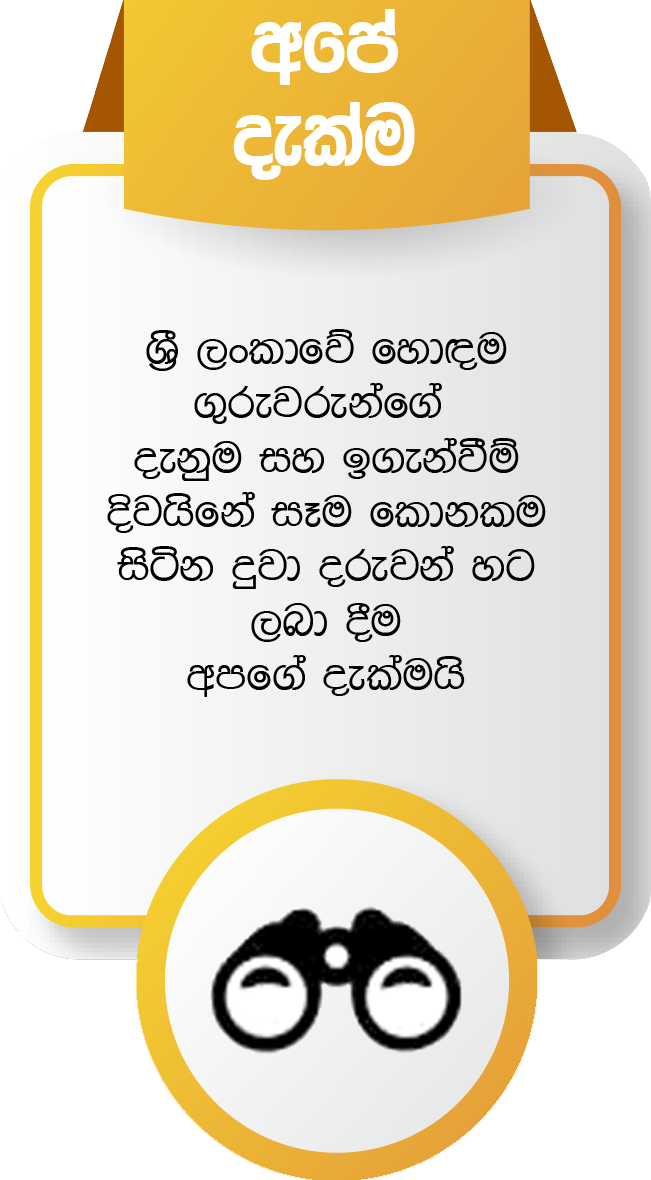 අපේ
දැක්ම
ශ්‍රී ලංකාවේ හොඳම
ගුරුවරුන්ගේ
දැනුම සහ ඉගැන්වීම්
දිවයිනේ සෑම කොනකම
සිටින දූවා දරුවන් හට
ලබා දීම
අපගේ දැක්මයි